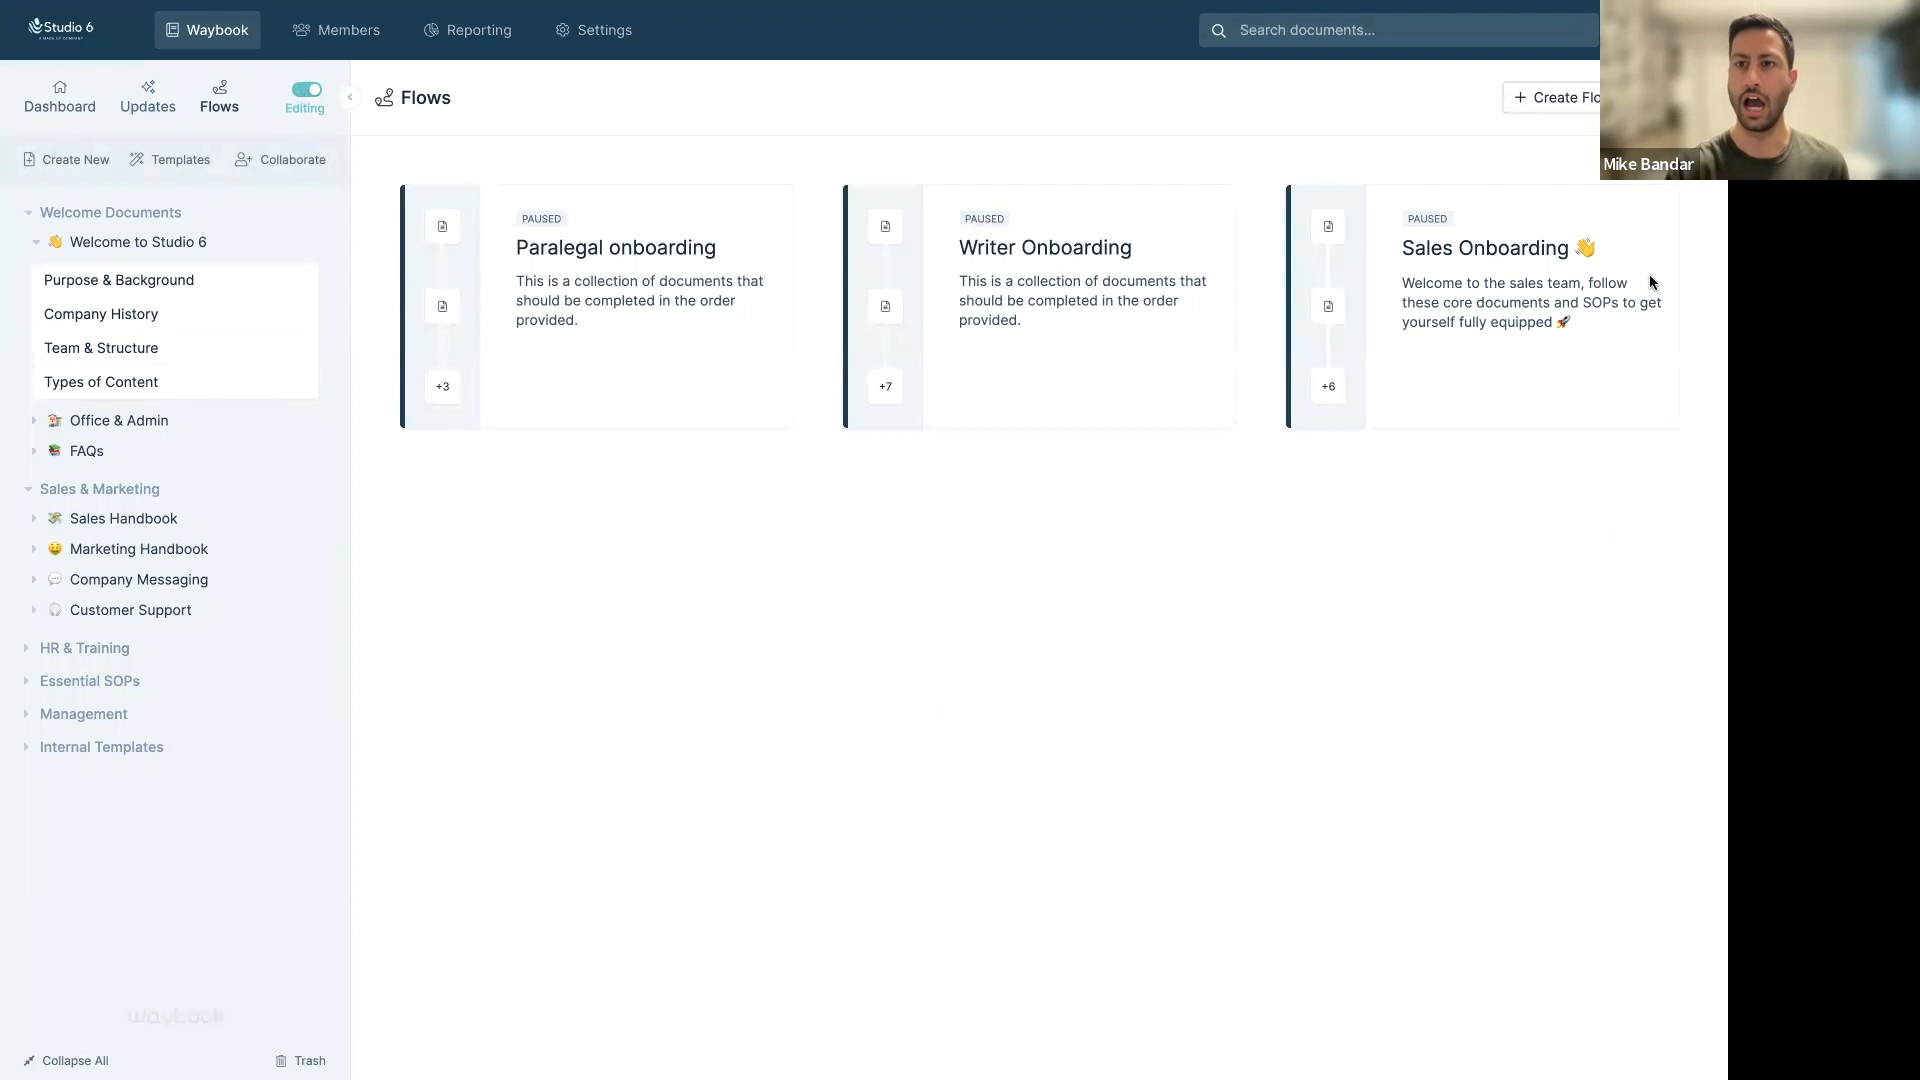 Studio 6
Waybook
Members
Reporting
Settings
Search documents...
Mike Bandar
Dashboard
Updates
Flows
Editing
Flows
+ Create Flo
Create New
Templates
Collaborate
Welcome Documents
Welcome to Studio 6
Purpose & Background
Company History
Team & Structure
Types of Content
Office & Admin
FAQs
Sales & Marketing
Sales Handbook
Marketing Handbook
Company Messaging
Customer Support
HR & Training
Essential SOPs
Management
Internal Templates
waybook
Collapse All
Trash
PAUSED
Paralegal onboarding
This is a collection of documents that
should be completed in the order
provided.
+3
PAUSED
Writer Onboarding
This is a collection of documents that
should be completed in the order
provided.
+7
PAUSED
Sales Onboarding 👋
Welcome to the sales team, follow
these core documents and SOPs to get
yourself fully equipped 🚀
+6